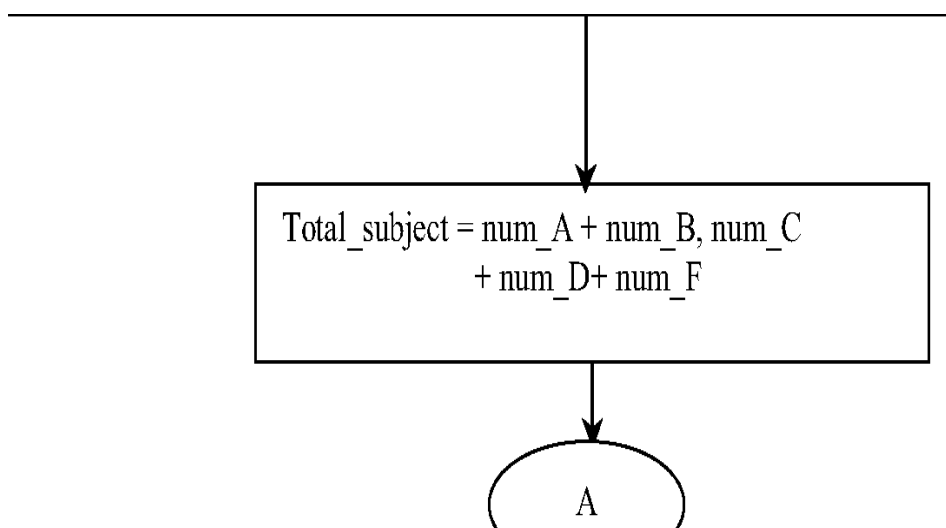 Total_subject = num_A + num_B, num_C
+ num_D+ num_F
A